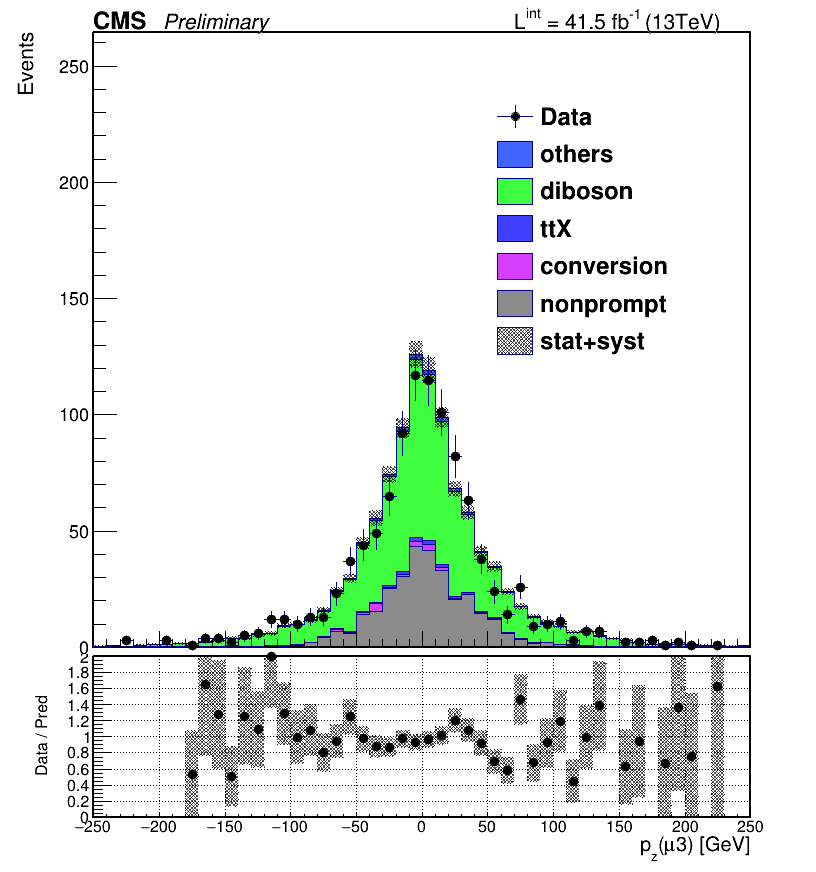 CMS Preliminary L^int = 41.5 fb^-1 (13TeV)
Events
250
200
150
100
50
0
Data
others
diboson
ttX
conversion
nonprompt
stat+syst
Data / Pred
2
1.8
1.6
1.4
1.2
1
0.8
0.6
0.4
0.2
0
−250 −200 −150 −100 −50 0 50 100 150 200 250
p_z(μ3) [GeV]